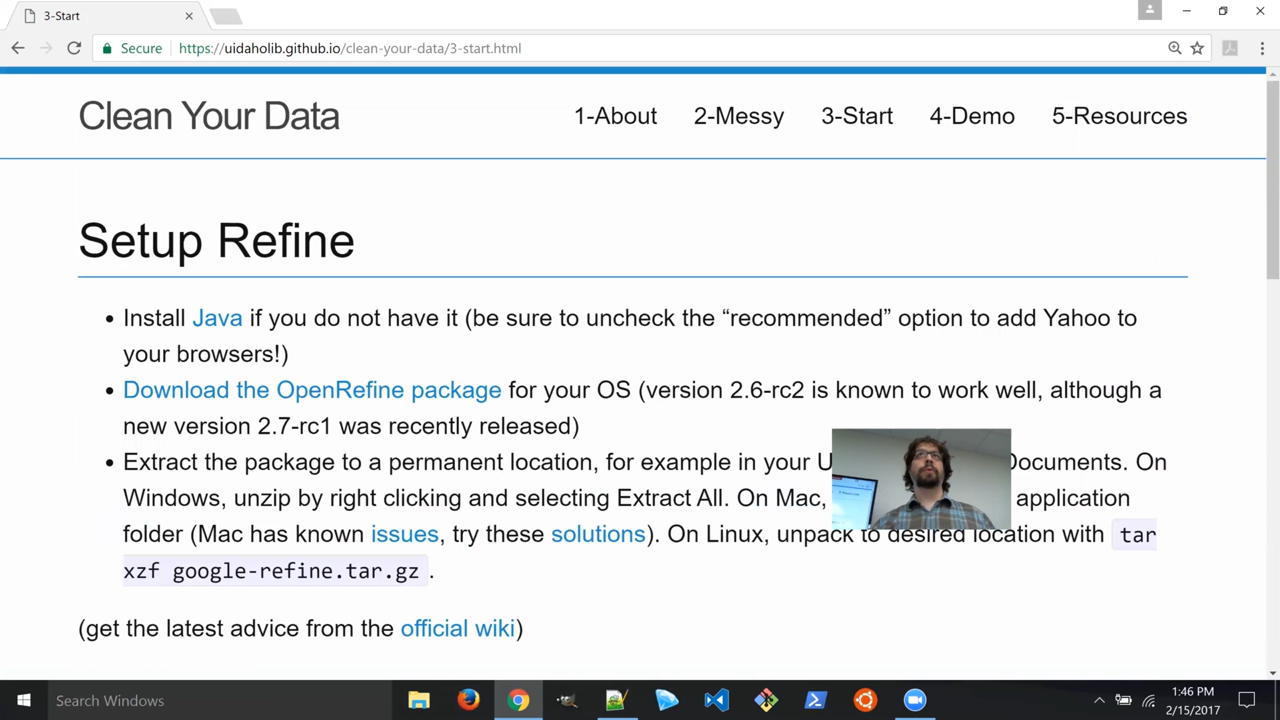 3-Start
Secure https://uidaholib.github.io/clean-your-data/3-start.html
Clean Your Data
1-About 2-Messy 3-Start 4-Demo 5-Resources
Setup Refine
• Install Java if you do not have it (be sure to uncheck the “recommended” option to add Yahoo to
your browsers!)
• Download the OpenRefine package for your OS (version 2.6-rc2 is known to work well, although a
new version 2.7-rc1 was recently released)
• Extract the package to a permanent location, for example in your Documents. On
Windows, unzip by right clicking and selecting Extract All. On Mac, application
folder (Mac has known issues, try these solutions). On Linux, unpack to desired location with tar
xzf google-refine.tar.gz .
(get the latest advice from the official wiki)
Search Windows
1:46 PM
2/15/2017